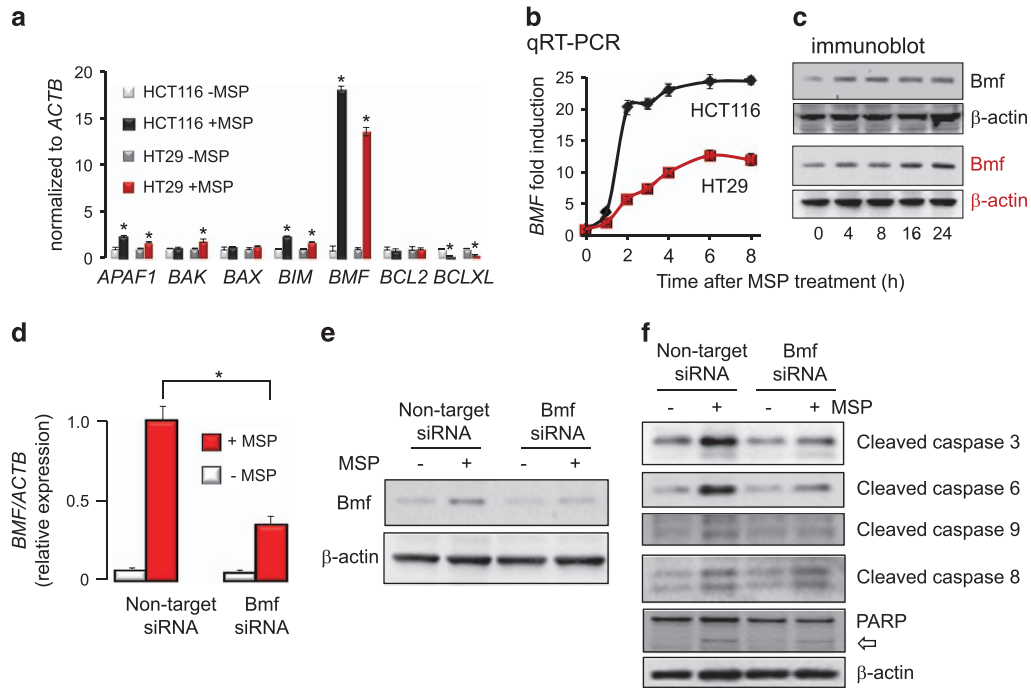 a
normalized to ACTB
20
15
10
5
0
HCT116 -MSP
HCT116 +MSP
HT29 -MSP
HT29 +MSP
* * * * * * * * *
APAF1 BAK BAX BIM BMF BCL2 BCLXL
b
qRT-PCR
BMF fold induction
25
20
15
10
5
0
HCT116
HT29
0 2 4 6 8
Time after MSP treatment (h)
c
immunoblot
Bmf
β-actin
Bmf
β-actin
0 4 8 16 24
d
BMF/ACTB
(relative expression)
1.0
0.5
0
*
+ MSP
- MSP
Non-target
siRNA
Bmf
siRNA
e
Non-target
siRNA
Bmf
siRNA
MSP - + - +
Bmf
β-actin
f
Non-target
siRNA
Bmf
siRNA
- + - + MSP
Cleaved caspase 3
Cleaved caspase 6
Cleaved caspase 9
Cleaved caspase 8
PARP
β-actin